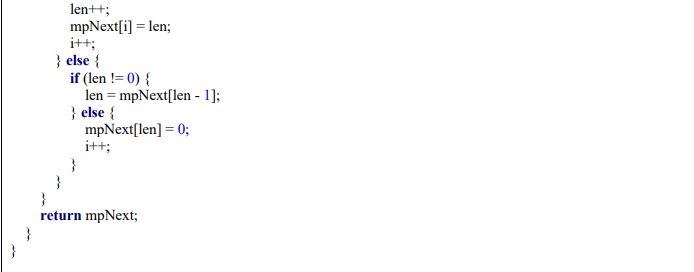 len++;
mpNext[i] = len;
i++;
} else {
if (len != 0) {
len = mpNext[len - 1];
} else {
mpNext[len] = 0;
i++;
}
}
}
return mpNext;
}
}